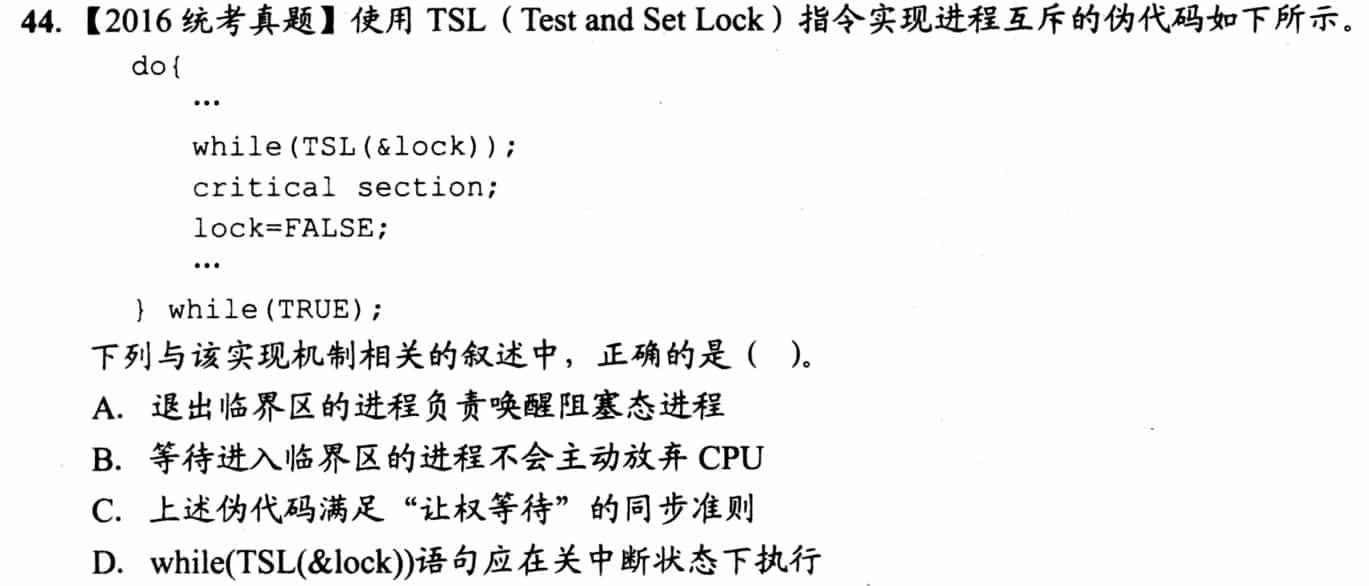 44.【2016 统考真题】使用 TSL（Test and Set Lock）指令实现进程互斥的伪代码如下所示。
do{
…
while(TSL(&lock));
critical section;
lock=FALSE;
…
} while(TRUE);
下列与该实现机制相关的叙述中，正确的是（ ）。
A. 退出临界区的进程负责唤醒阻塞态进程
B. 等待进入临界区的进程不会主动放弃 CPU
C. 上述伪代码满足“让权等待”的同步准则
D. while(TSL(&lock))语句应在关中断状态下执行